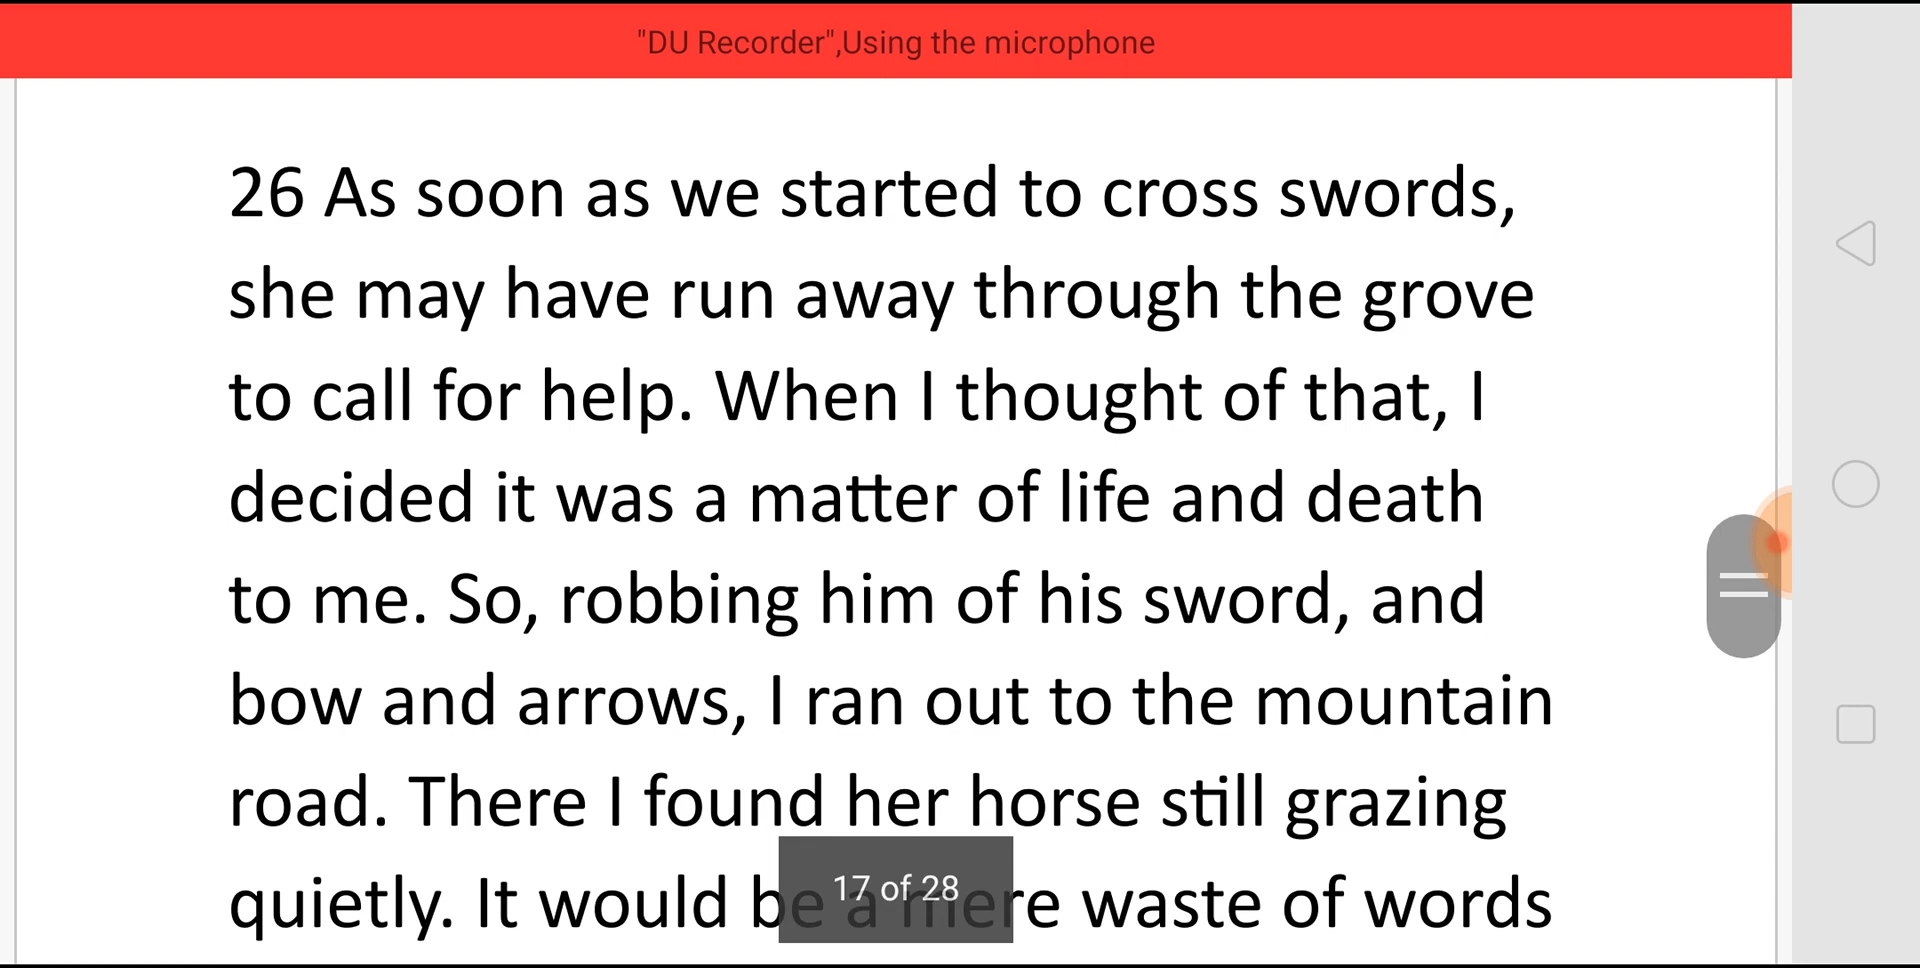 "DU Recorder",Using the microphone
26 As soon as we started to cross swords,
she may have run away through the grove
to call for help. When I thought of that, I
decided it was a matter of life and death
to me. So, robbing him of his sword, and
bow and arrows, I ran out to the mountain
road. There I found her horse still grazing
quietly. It would be a mere waste of words
17 of 28